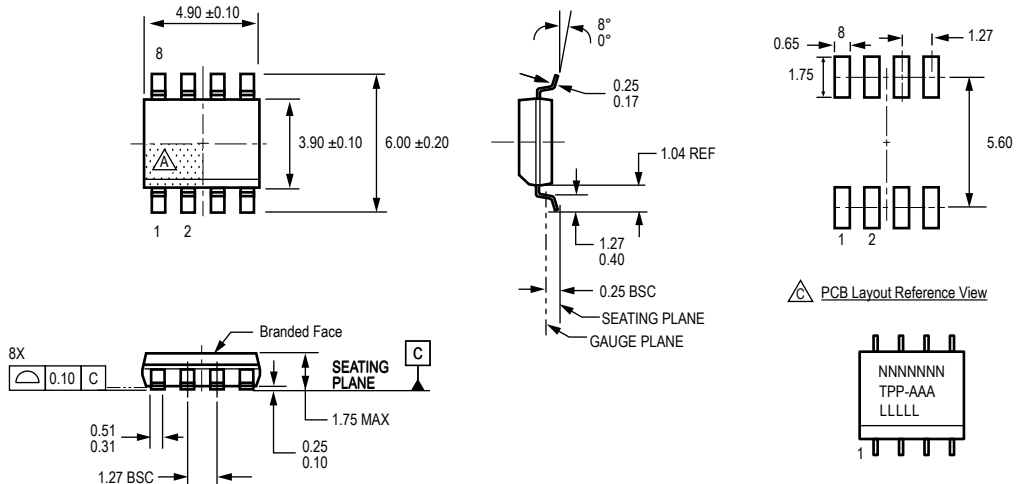 4.90 ±0.10
8
3.90 ±0.10
6.00 ±0.20
A
1 2
8°
0°
0.25
0.17
1.04 REF
1.27
0.40
0.25 BSC
SEATING PLANE
GAUGE PLANE
8
0.65
1.27
1.75
5.60
1 2
C PCB Layout Reference View
8X
0.10 C
Branded Face
SEATING
PLANE
C
1.75 MAX
0.51
0.31
0.25
0.10
1.27 BSC
NNNNNNN
TPP-AAA
LLLLL
1